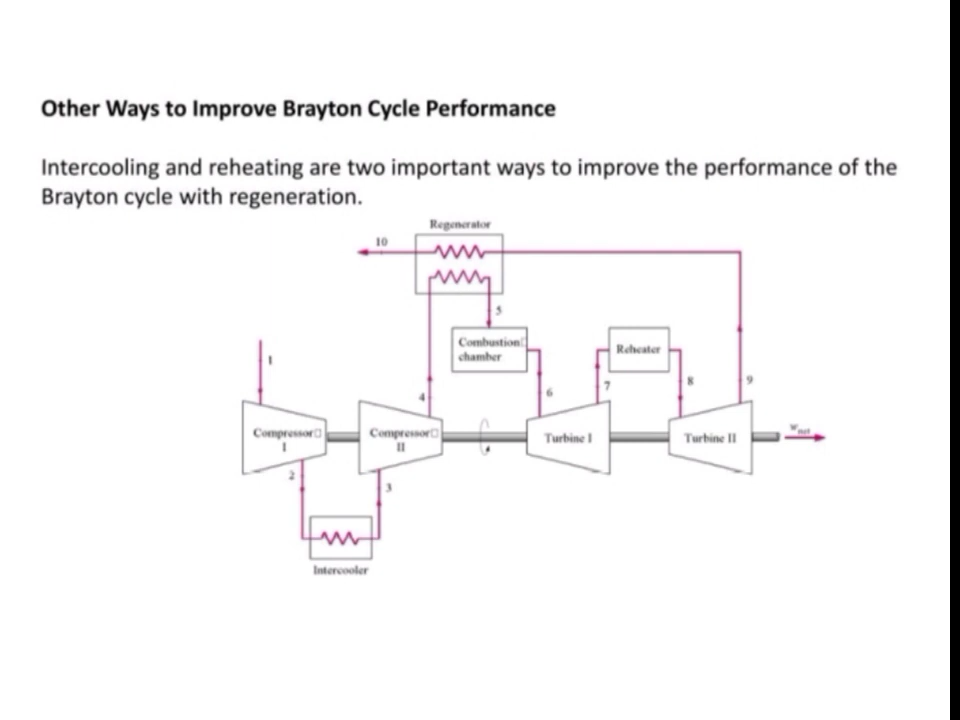 Other Ways to Improve Brayton Cycle Performance
Intercooling and reheating are two important ways to improve the performance of the
Brayton cycle with regeneration.
Regenerator
10
5
Combustion
chamber
Reheater
1
4
6
7
8
9
Compressor
I
Compressor
II
Turbine I
Turbine II
w net
2
3
Intercooler